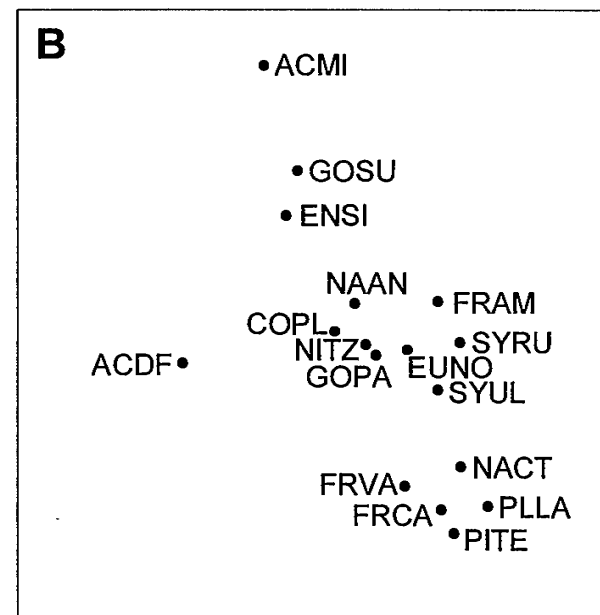 B
ACMI
GOSU
ENSI
NAAN
FRAM
COPL
NITZ
SYRU
ACDF
GOPA
EUNO
SYUL
NACT
FRVA
FRCA
PLLA
PITE